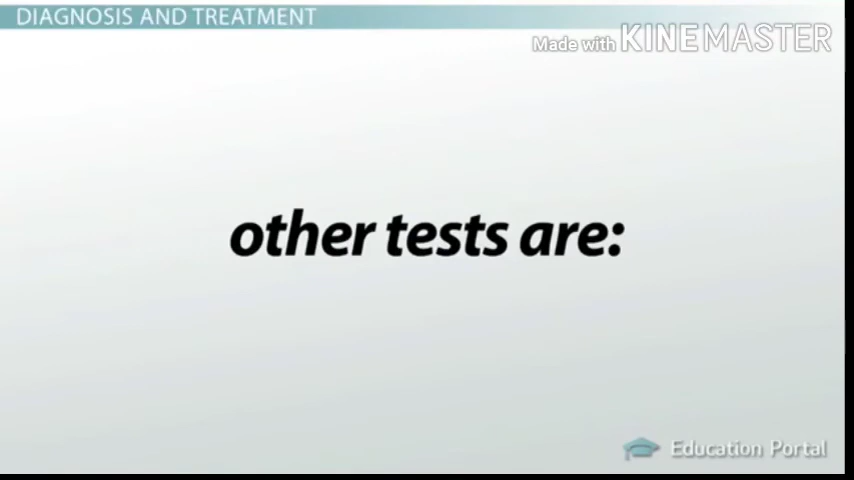 DIAGNOSIS AND TREATMENT
Made with KINEMASTER
other tests are:
Education Portal